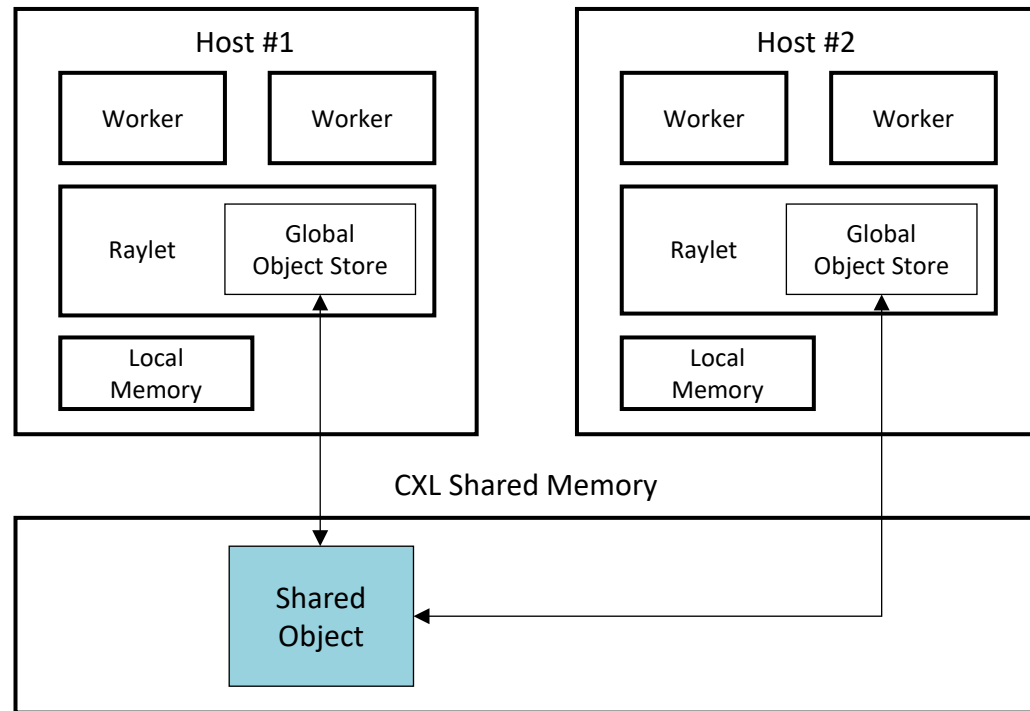 Host #1
Worker
Worker
Raylet
Global
Object Store
Local
Memory
Host #2
Worker
Worker
Raylet
Global
Object Store
Local
Memory
CXL Shared Memory
Shared
Object